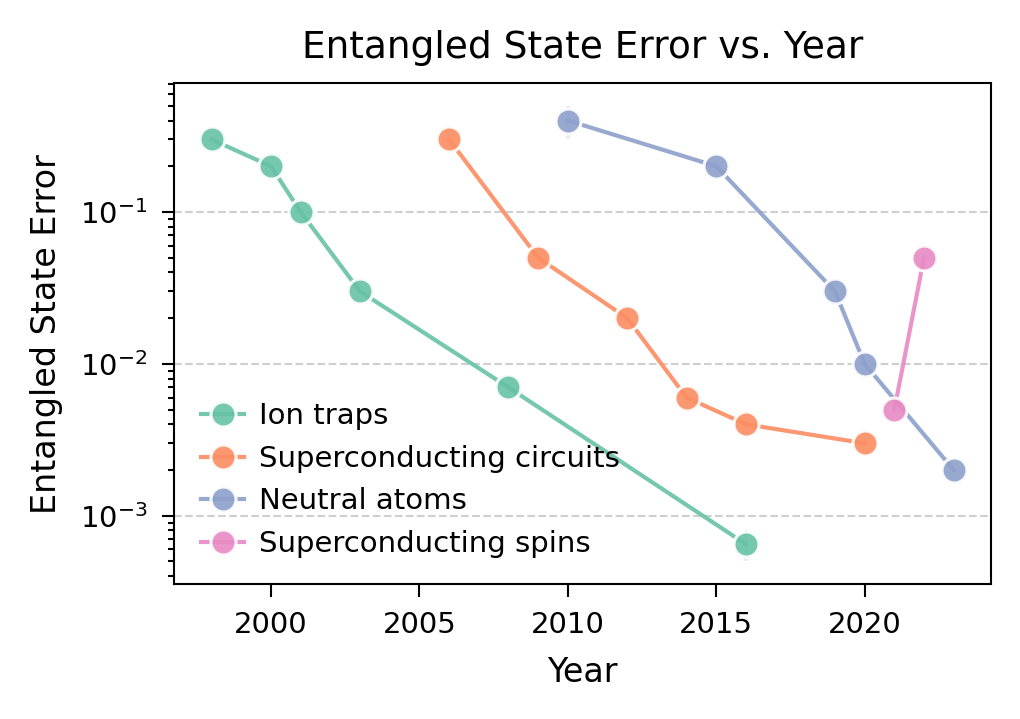 Entangled State Error vs. Year
Entangled State Error
10⁻¹
10⁻²
10⁻³
Ion traps
Superconducting circuits
Neutral atoms
Superconducting spins
2000 2005 2010 2015 2020
Year